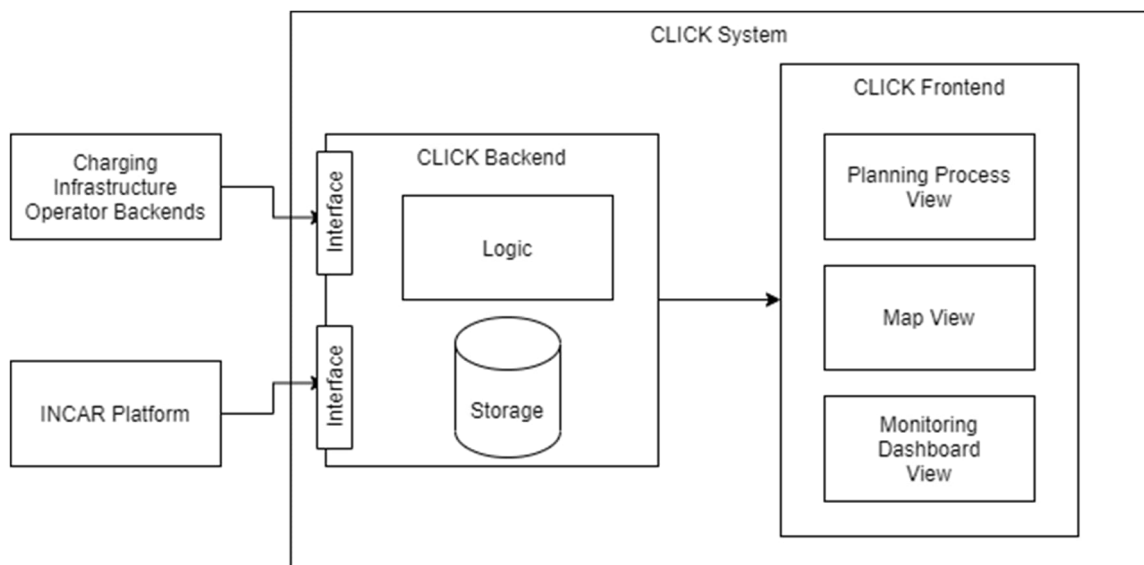 CLICK System
CLICK Frontend
Charging
Infrastructure
Operator Backends
Interface
CLICK Backend
Logic
Planning Process
View
Map View
INCAR Platform
Interface
Storage
Monitoring
Dashboard
View